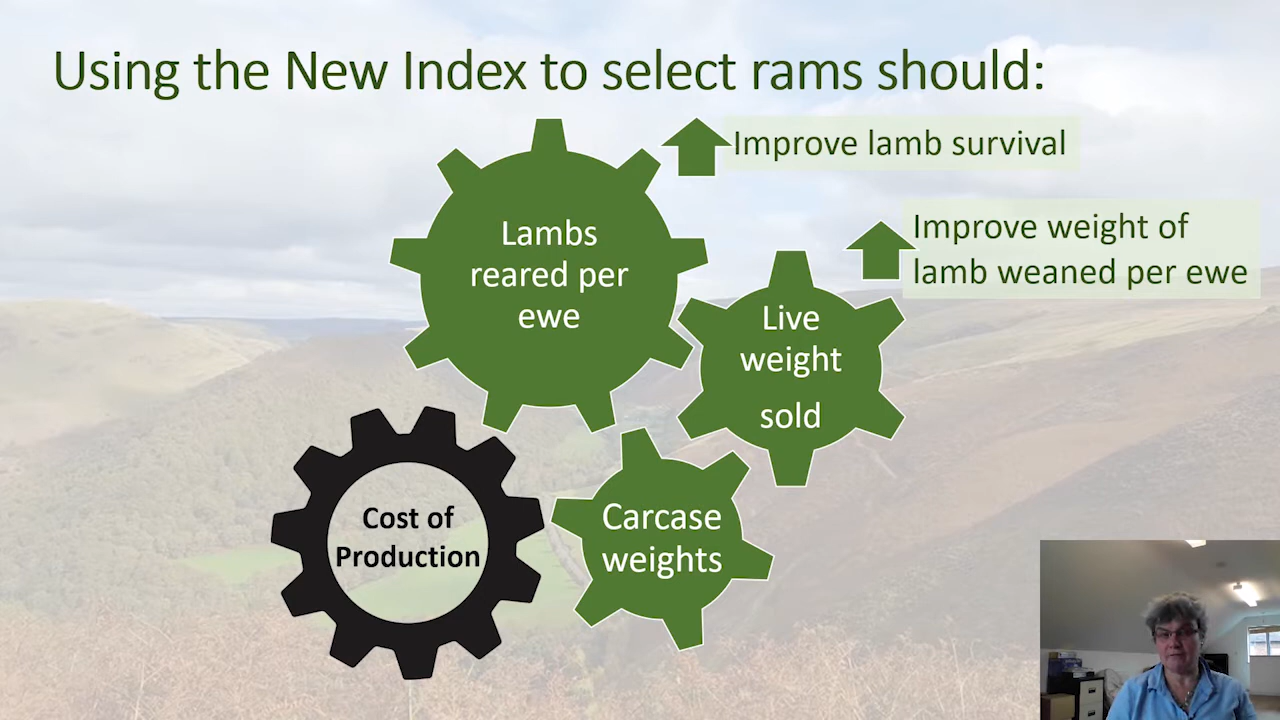 Using the New Index to select rams should:
Improve lamb survival
Improve weight of
lamb weaned per ewe
Lambs
reared per
ewe
Live
weight
sold
Carcase
weights
Cost of
Production